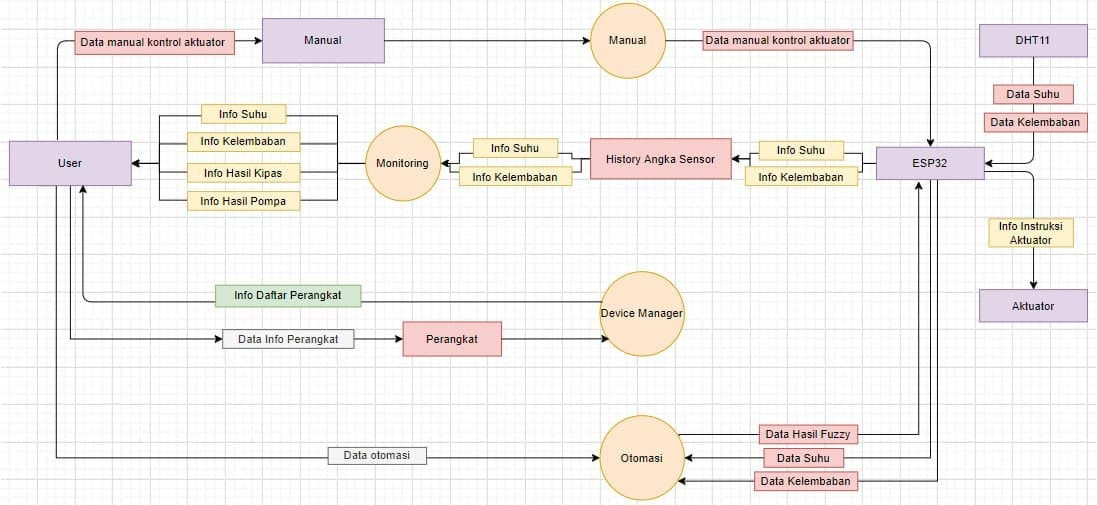 Data manual kontrol aktuator
Manual
Manual
Data manual kontrol aktuator
DHT11
Data Suhu
Data Kelembaban
User
Info Suhu
Info Kelembaban
Info Hasil Kipas
Info Hasil Pompa
Monitoring
Info Suhu
Info Kelembaban
History Angka Sensor
Info Suhu
Info Kelembaban
ESP32
Info Instruksi
Aktuator
Aktuator
Info Daftar Perangkat
Device Manager
Data Info Perangkat
Perangkat
Data otomasi
Otomasi
Data Hasil Fuzzy
Data Suhu
Data Kelembaban